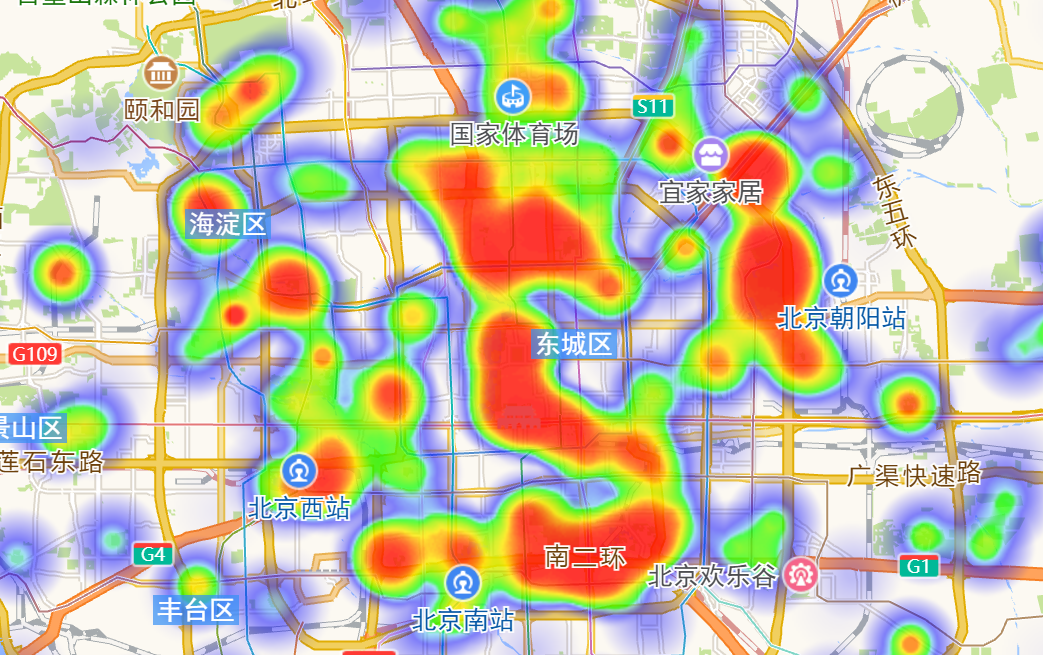 颐和园
国家体育场
S11
宜家家居
东五环
海淀区
北京朝阳站
东城区
G109
景山区
莲石东路
广渠快速路
北京西站
G4
南二环
北京欢乐谷
G1
丰台区
北京南站